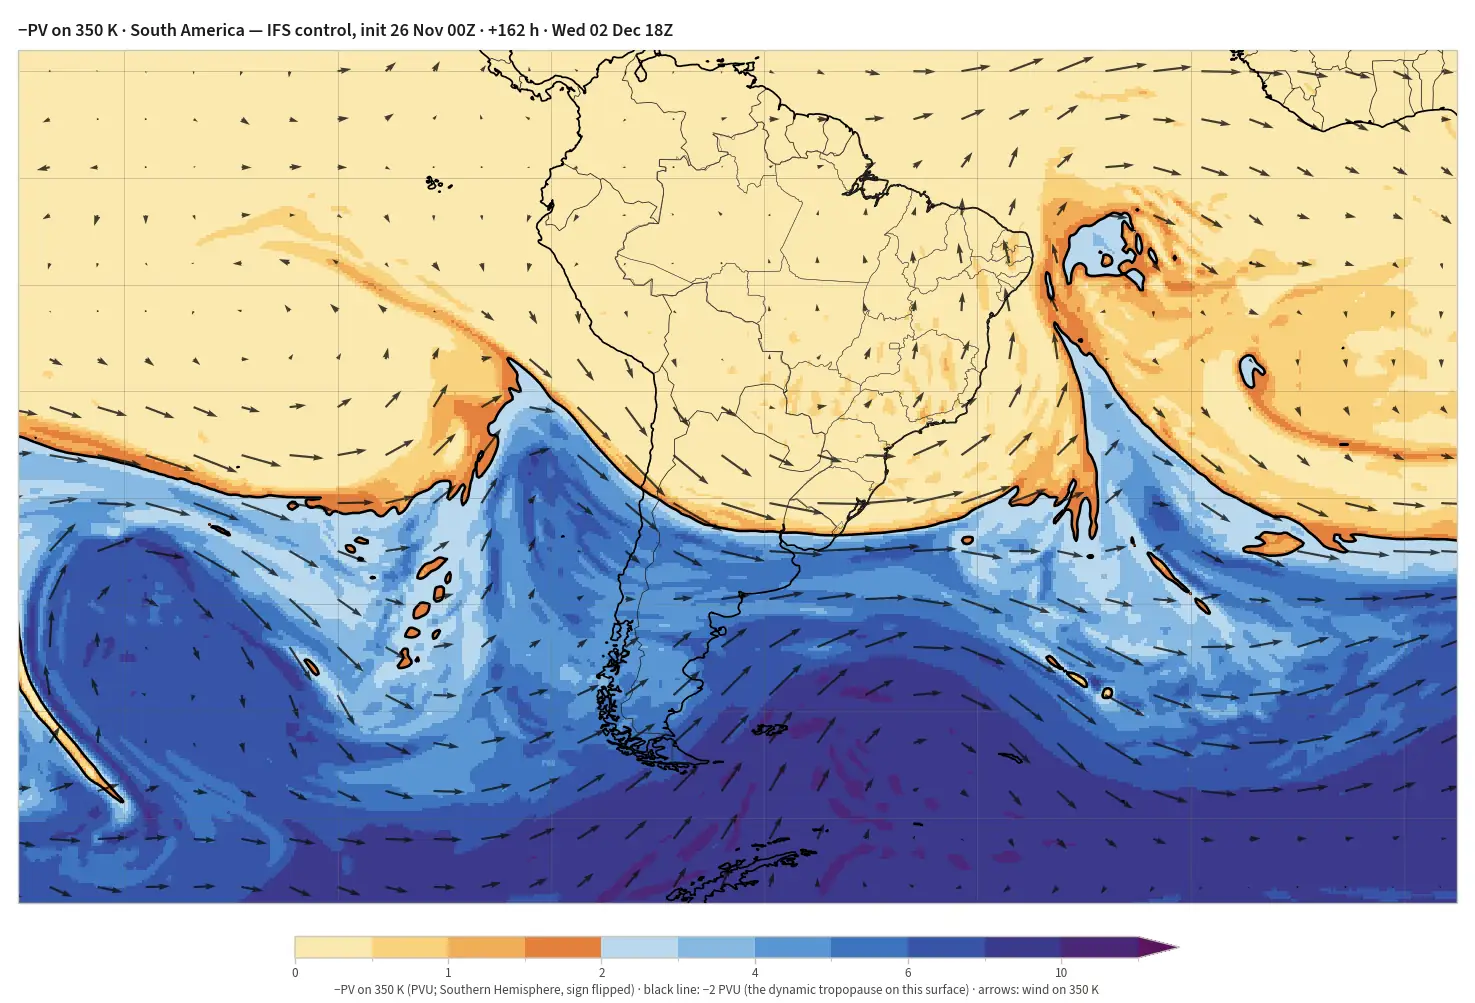 −PV on 350 K · South America — IFS control, init 26 Nov 00Z · +162 h · Wed 02 Dec 18Z
0 1 2 4 6 10
−PV on 350 K (PVU; Southern Hemisphere, sign flipped) · black line: −2 PVU (the dynamic tropopause on this surface) · arrows: wind on 350 K